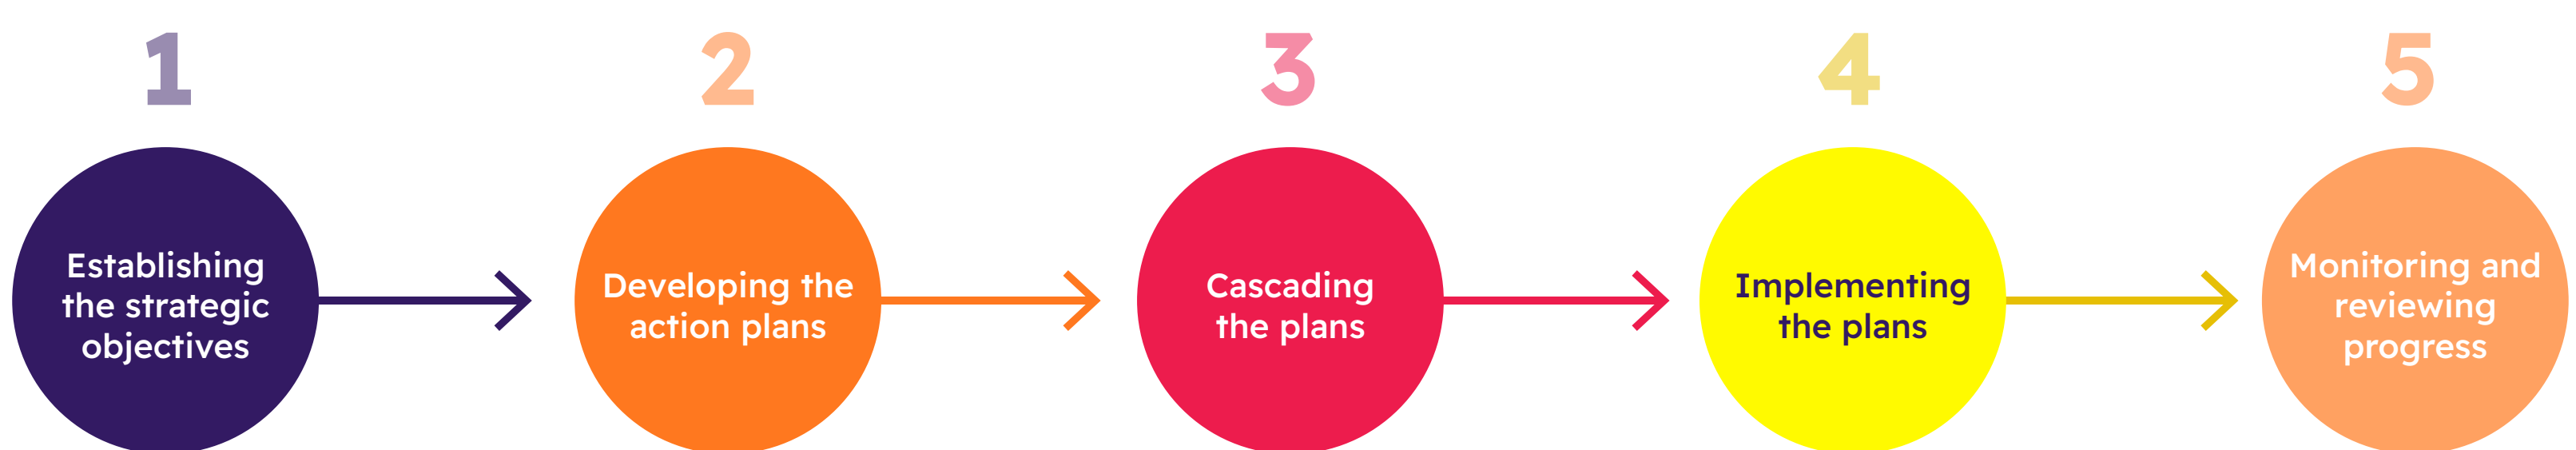 1
2
3
4
5
Establishing
the strategic
objectives
Developing the
action plans
Cascading
the plans
Implementing
the plans
Monitoring and
reviewing
progress